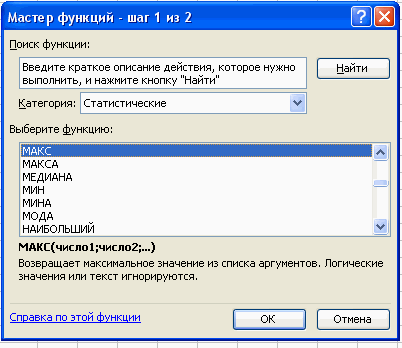 Мастер функций - шаг 1 из 2
Поиск функции:
Введите краткое описание действия, которое нужно
выполнить, и нажмите кнопку "Найти"
Найти
Категория: Статистические
Выберите функцию:
МАКС
МАКСА
МЕДИАНА
МИН
МИНА
МОДА
НАИБОЛЬШИЙ
МАКС(число1;число2;...)
Возвращает максимальное значение из списка аргументов. Логические
значения или текст игнорируются.
Справка по этой функции
ОК
Отмена